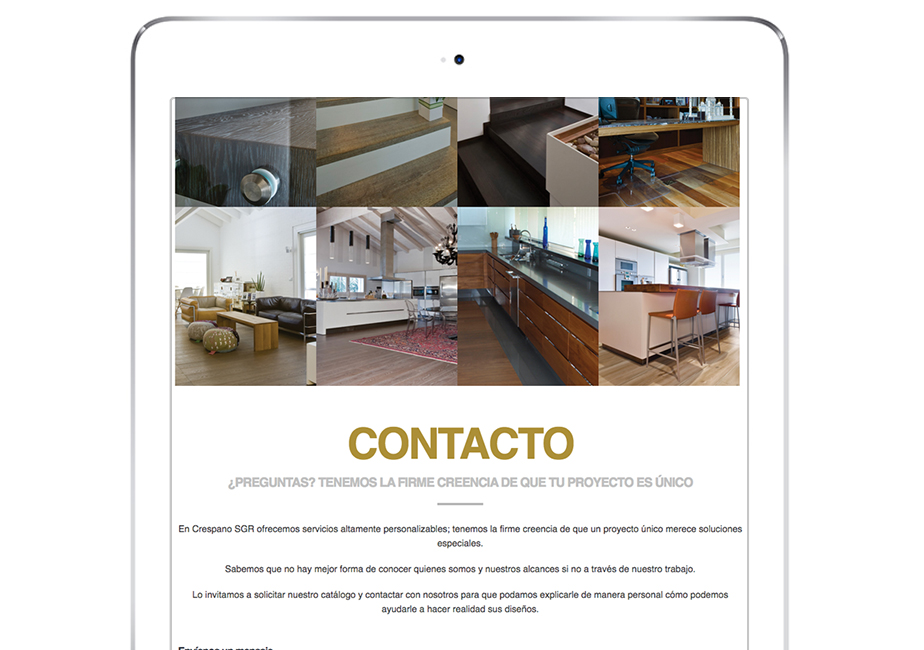 CONTACTO
¿PREGUNTAS? TENEMOS LA FIRME CREENCIA DE QUE TU PROYECTO ES ÚNICO
En Crespano SGR ofrecemos servicios altamente personalizables; tenemos la firme creencia de que un proyecto único merece soluciones
especiales.
Sabemos que no hay mejor forma de conocer quienes somos y nuestros alcances si no a través de nuestro trabajo.
Lo invitamos a solicitar nuestro catálogo y contactar con nosotros para que podamos explicarle de manera personal cómo podemos
ayudarle a hacer realidad sus diseños.
Envíenos un mensaje